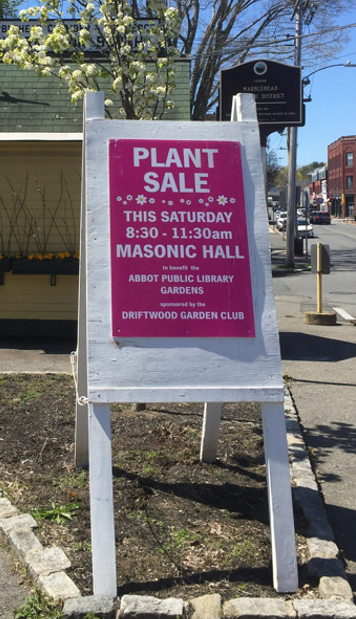 PLANT
SALE
THIS SATURDAY
8:30 - 11:30am
MASONIC HALL
to benefit the
ABBOT PUBLIC LIBRARY
GARDENS
sponsored by the
DRIFTWOOD GARDEN CLUB
MARBLEHEAD
DISTRICT